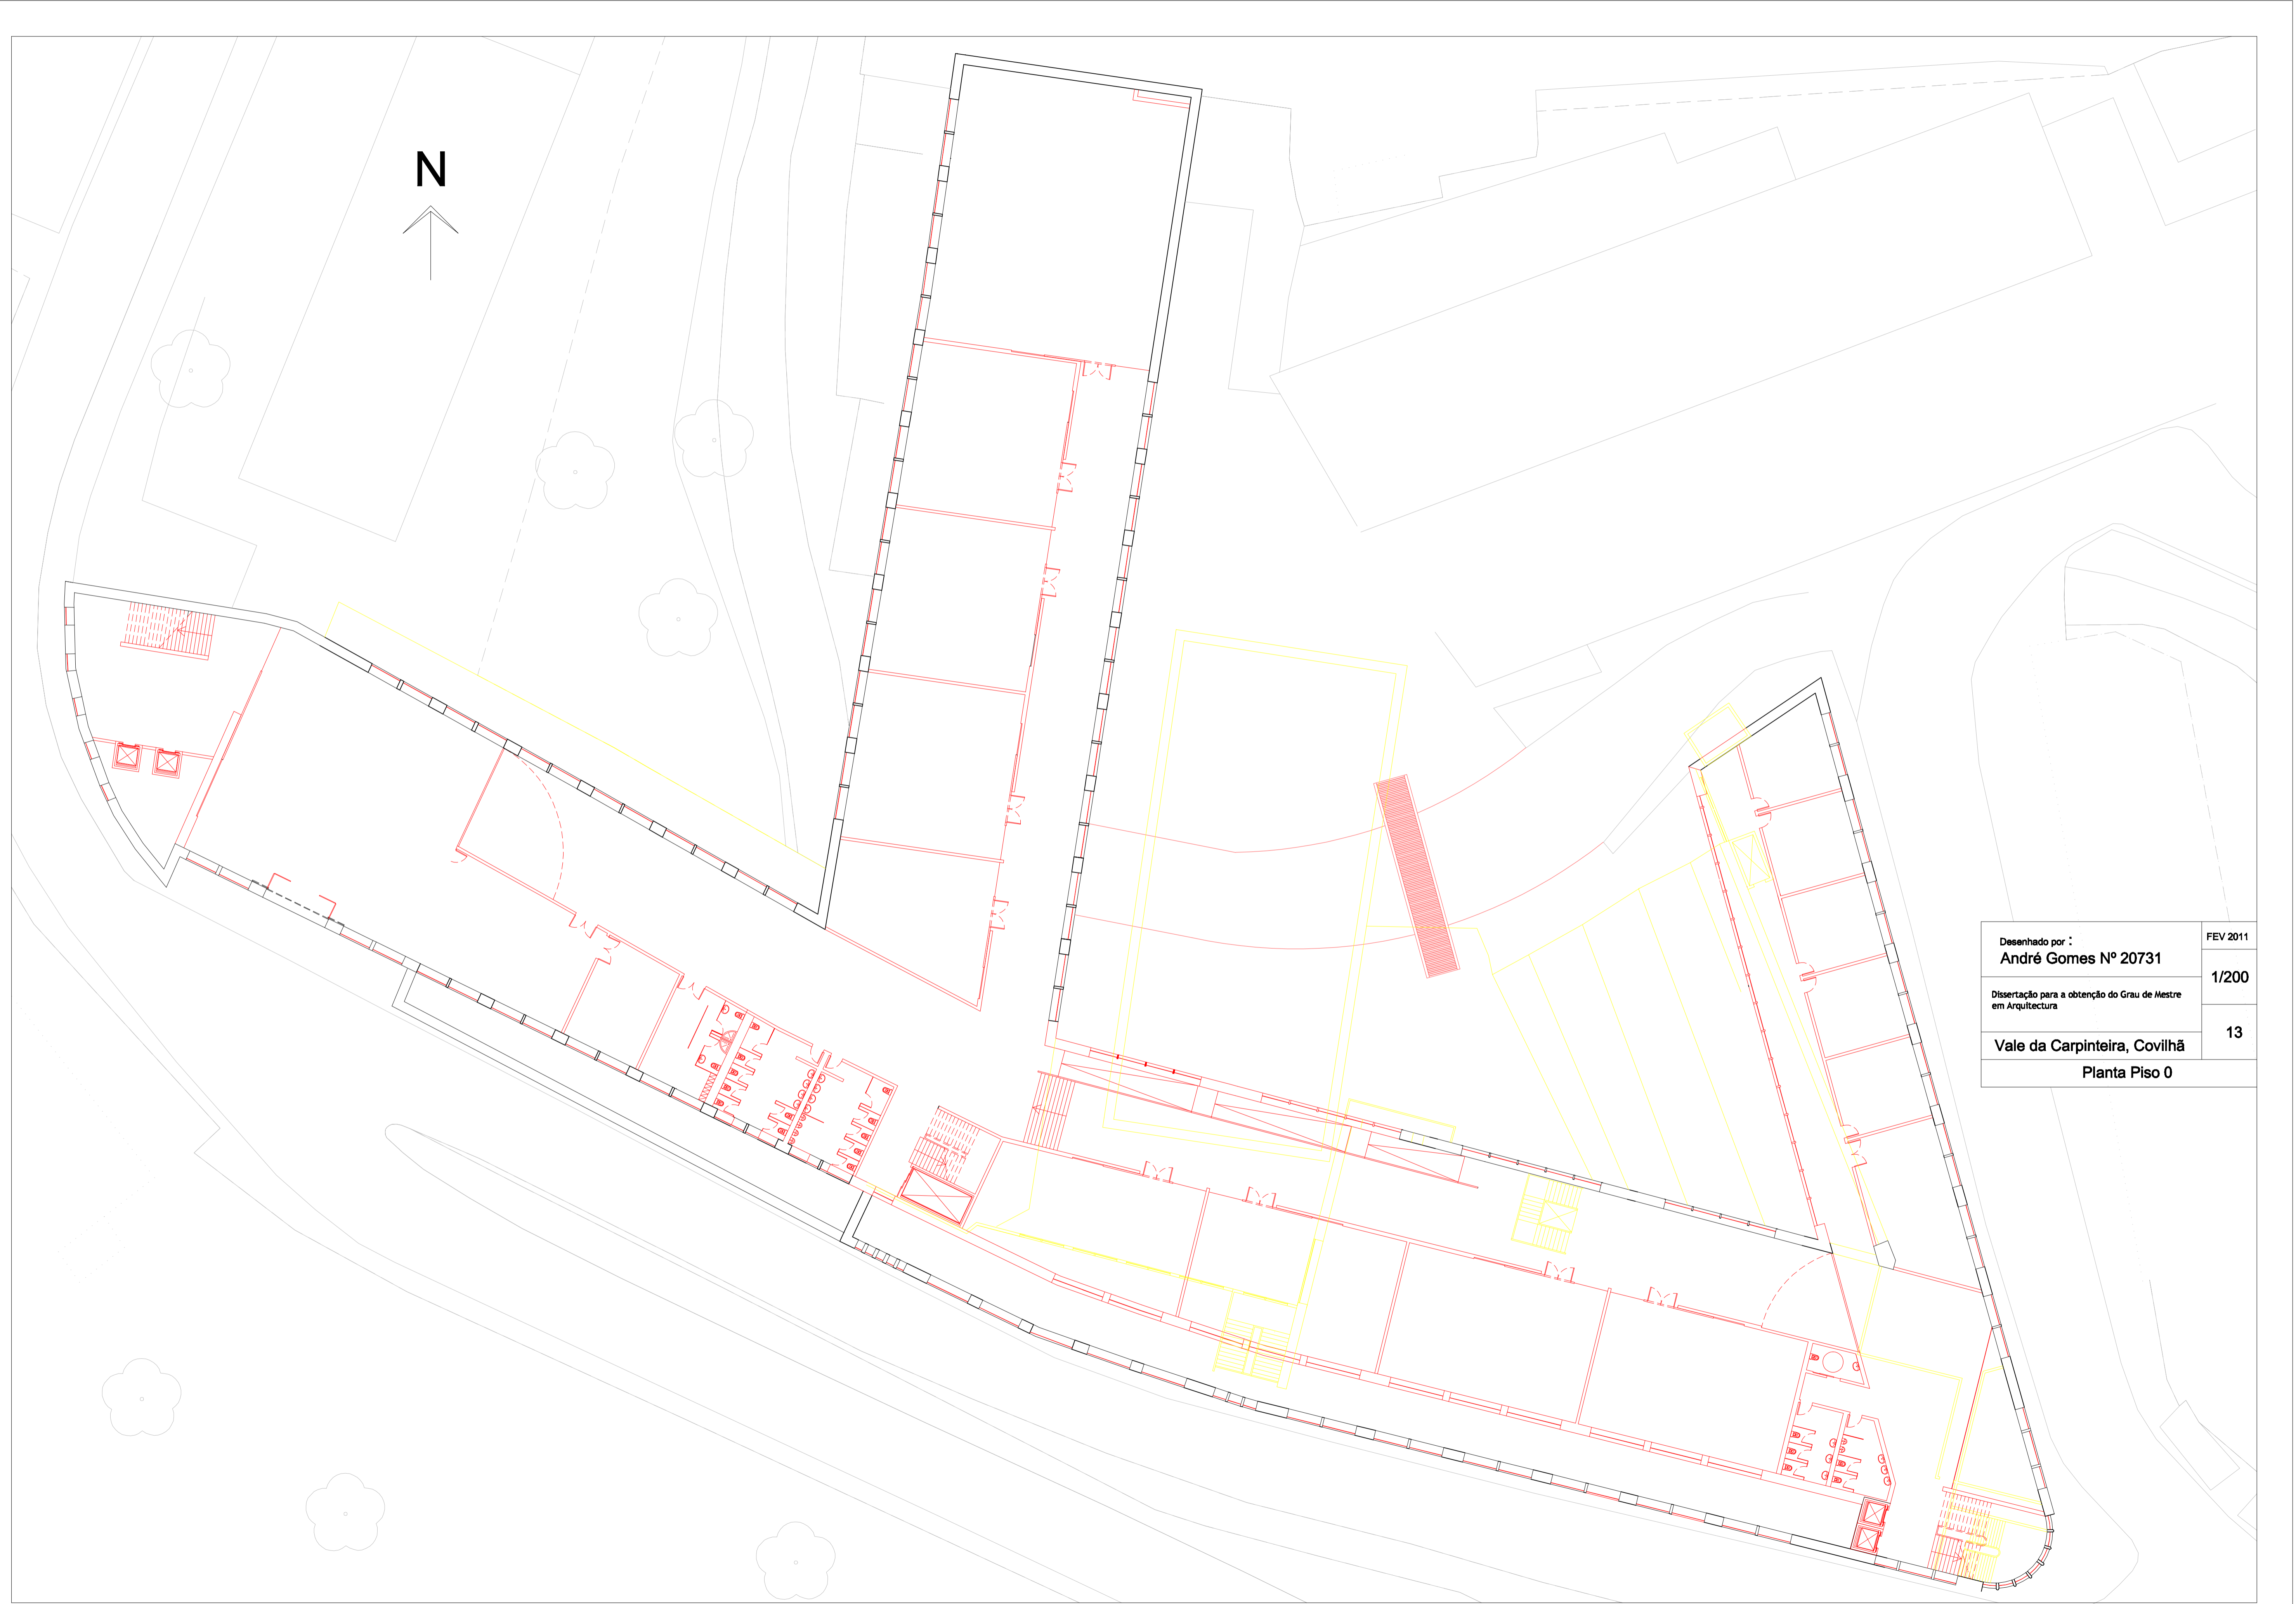 N
Desenhado por :
André Gomes Nº 20731
FEV 2011
1/200
Dissertação para a obtenção do Grau de Mestre
em Arquitectura
13
Vale da Carpinteira, Covilhã
Planta Piso 0